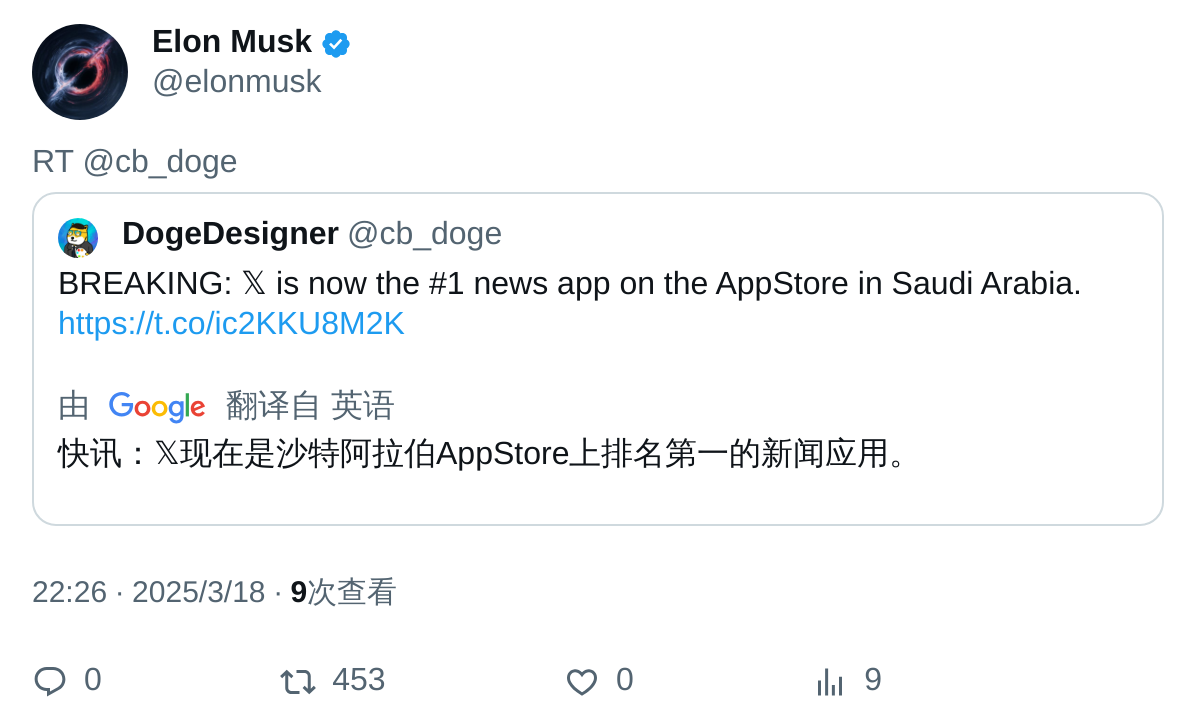 Elon Musk
@elonmusk
RT @cb_doge
DogeDesigner @cb_doge
BREAKING: 𝕏 is now the #1 news app on the AppStore in Saudi Arabia.
https://t.co/ic2KKU8M2K
由 Google 翻译自 英语
快讯：𝕏现在是沙特阿拉伯AppStore上排名第一的新闻应用。
22:26 · 2025/3/18 · 9次查看
0 453 0 9